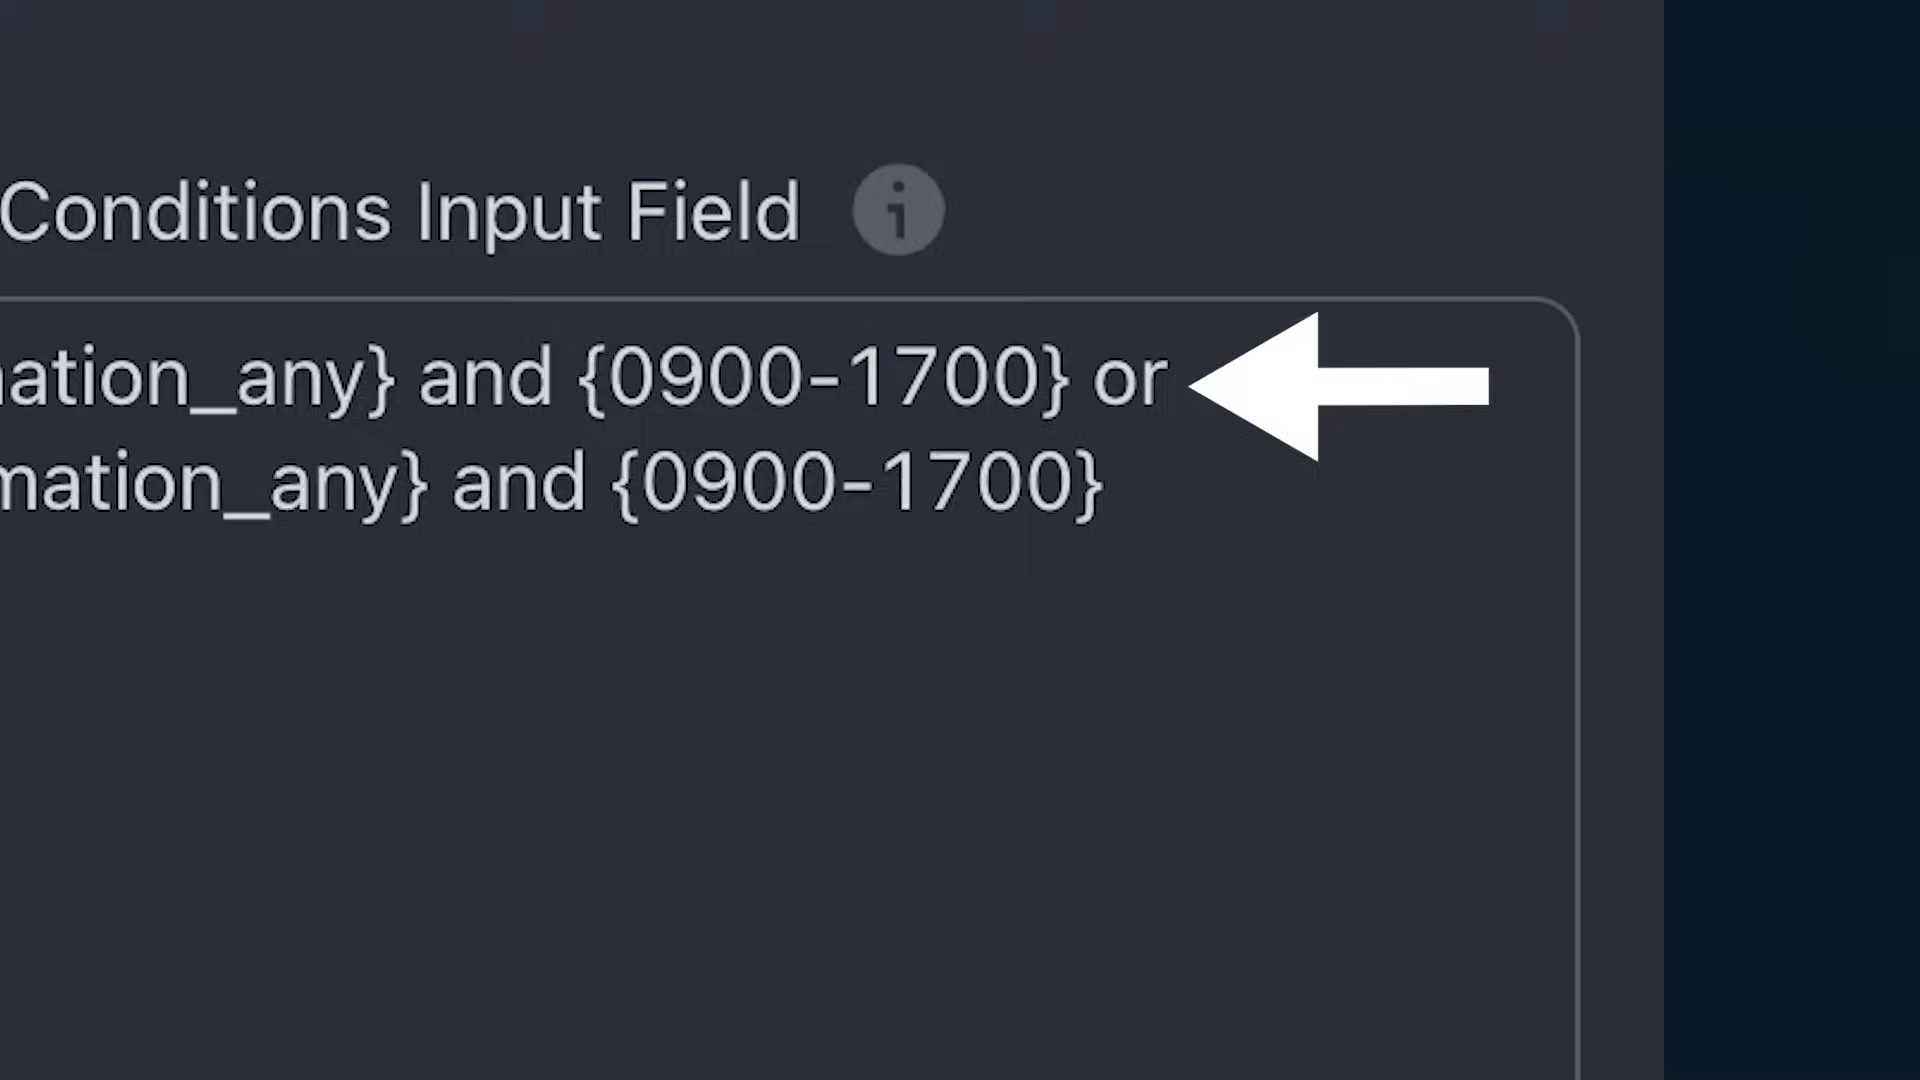 Conditions Input Field
ation_any} and {0900-1700} or
mation_any} and {0900-1700}